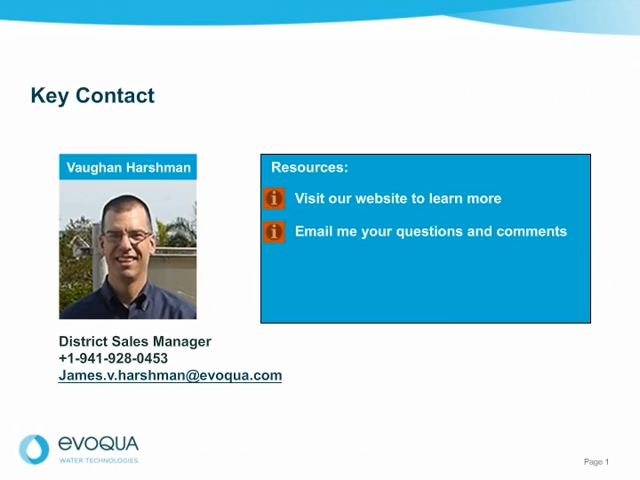 Key Contact
Vaughan Harshman
Resources:
Visit our website to learn more
Email me your questions and comments
District Sales Manager
+1-941-928-0453
James.v.harshman@evoqua.com
evoqua
WATER TECHNOLOGIES
Page 1